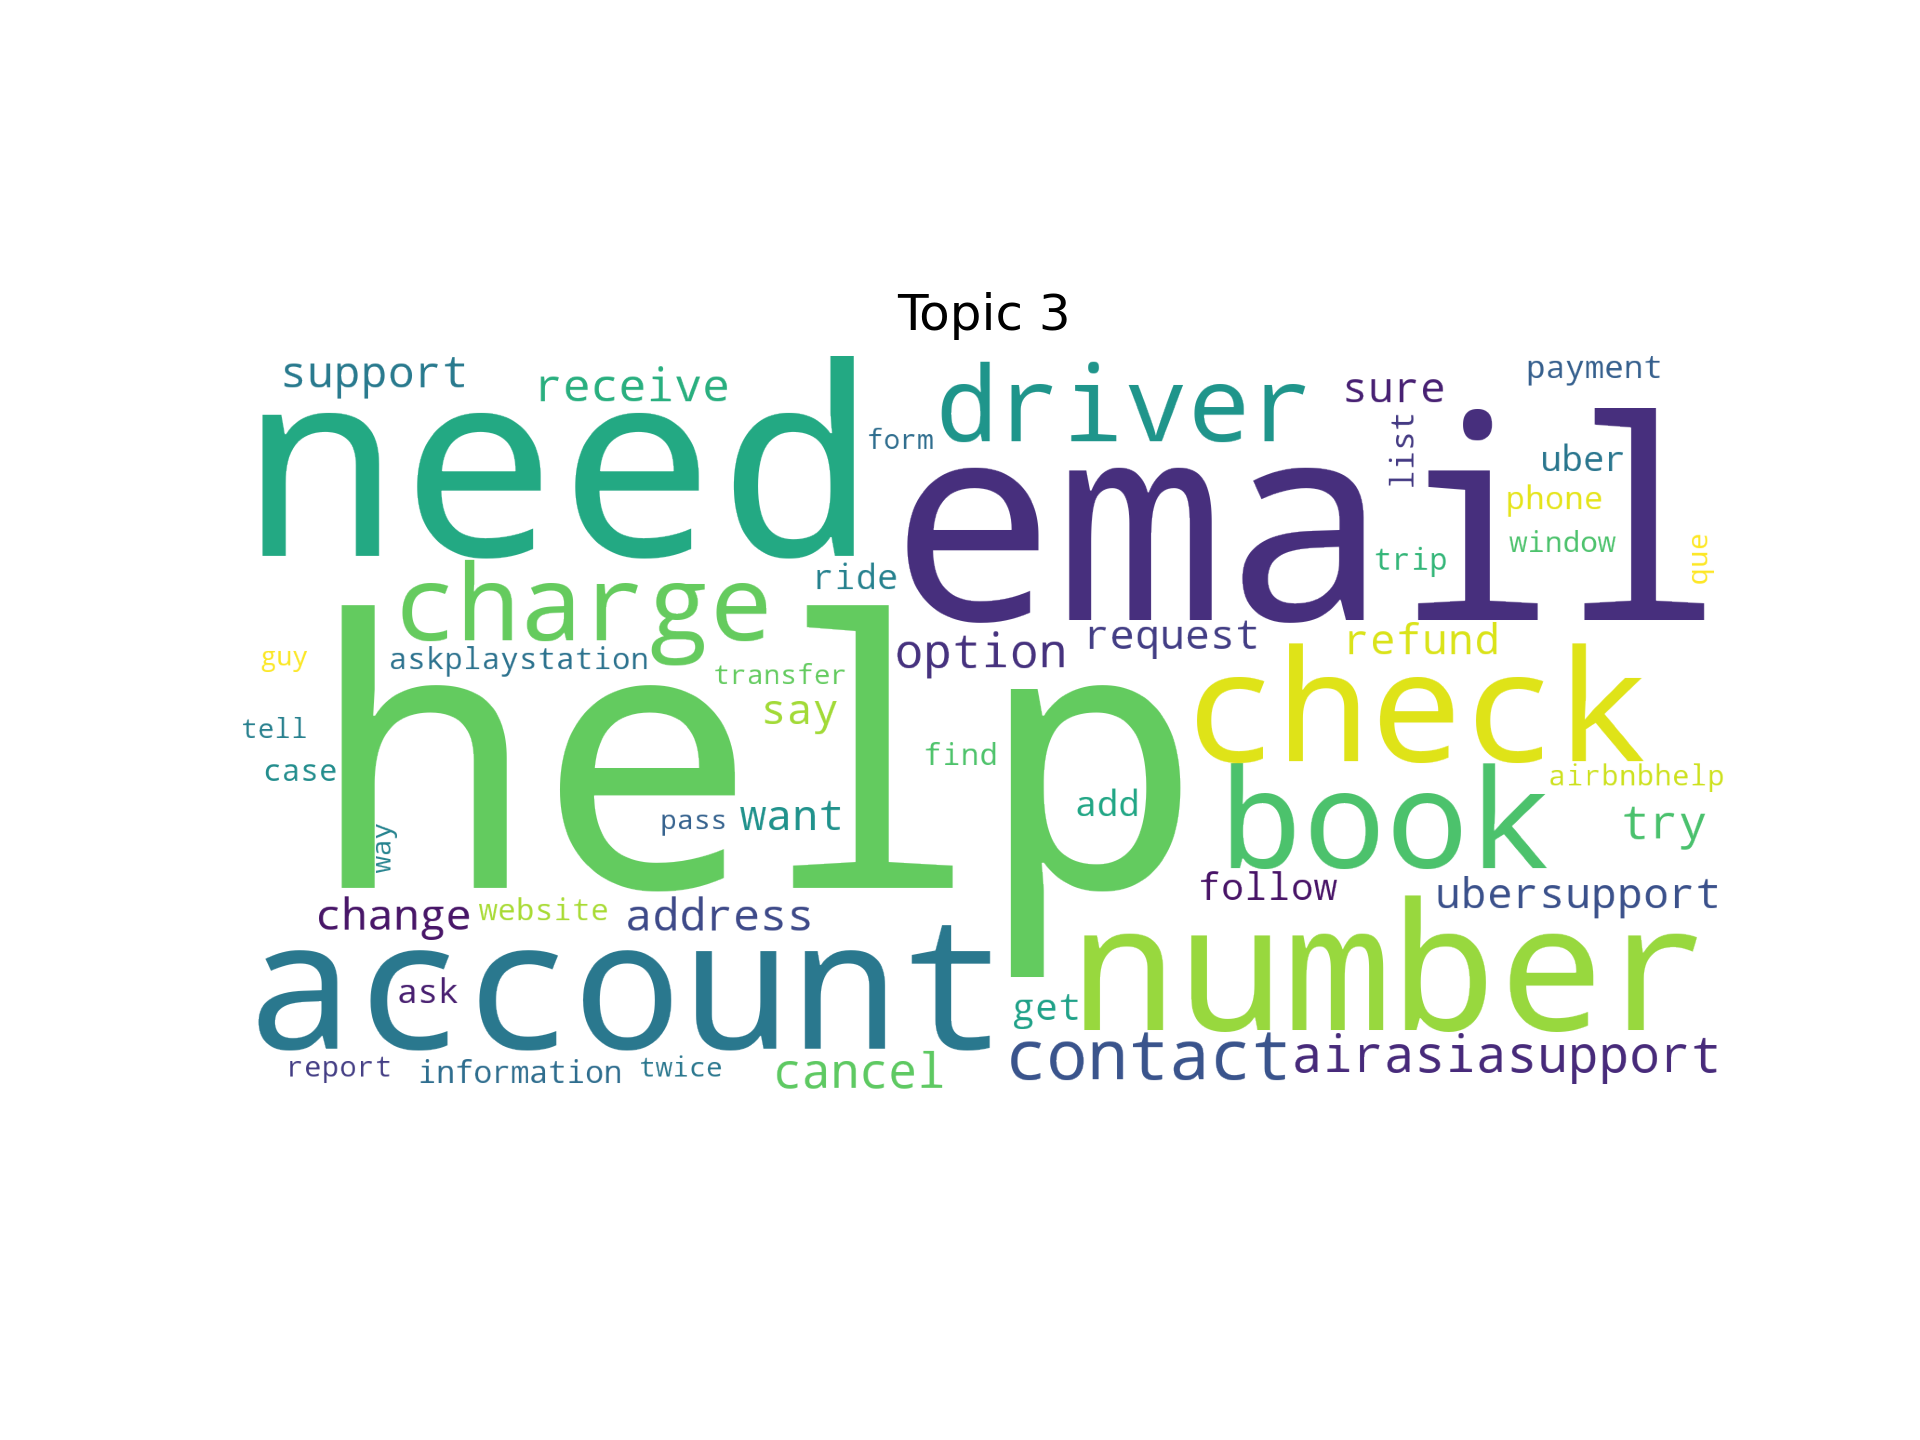 Topic 3
support
receive
need
driver
form
sure
list
payment
uber
phone
window
que
trip
email
charge
ride
option
request
refund
guy
askplaystation
transfer
say
help
check
tell
case
find
add
airbnbhelp
pass
want
way
book
try
follow
ubersupport
change
website
address
account
ask
number
get
contact
airasiasupport
report
information
twice
cancel